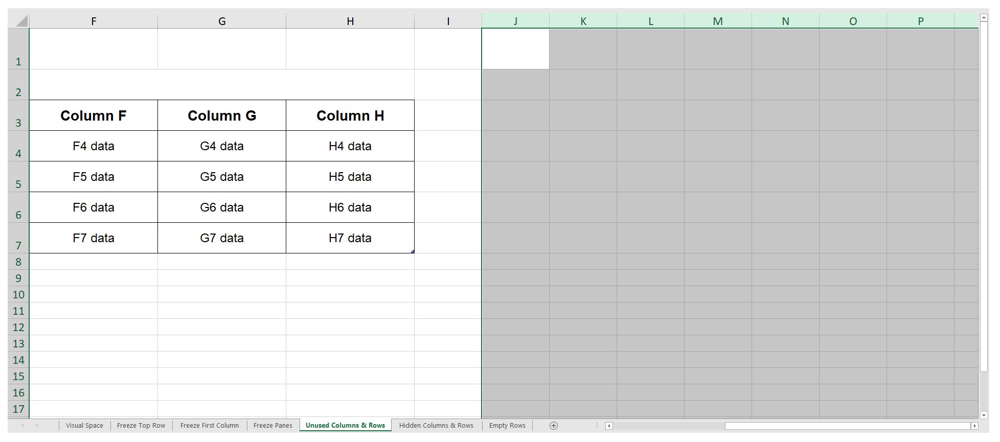 F G H I J K L M N O P
1
2
3 Column F Column G Column H
4 F4 data G4 data H4 data
5 F5 data G5 data H5 data
6 F6 data G6 data H6 data
7 F7 data G7 data H7 data
8
9
10
11
12
13
14
15
16
17
Visual Space Freeze Top Row Freeze First Column Freeze Panes Unused Columns & Rows Hidden Columns & Rows Empty Rows